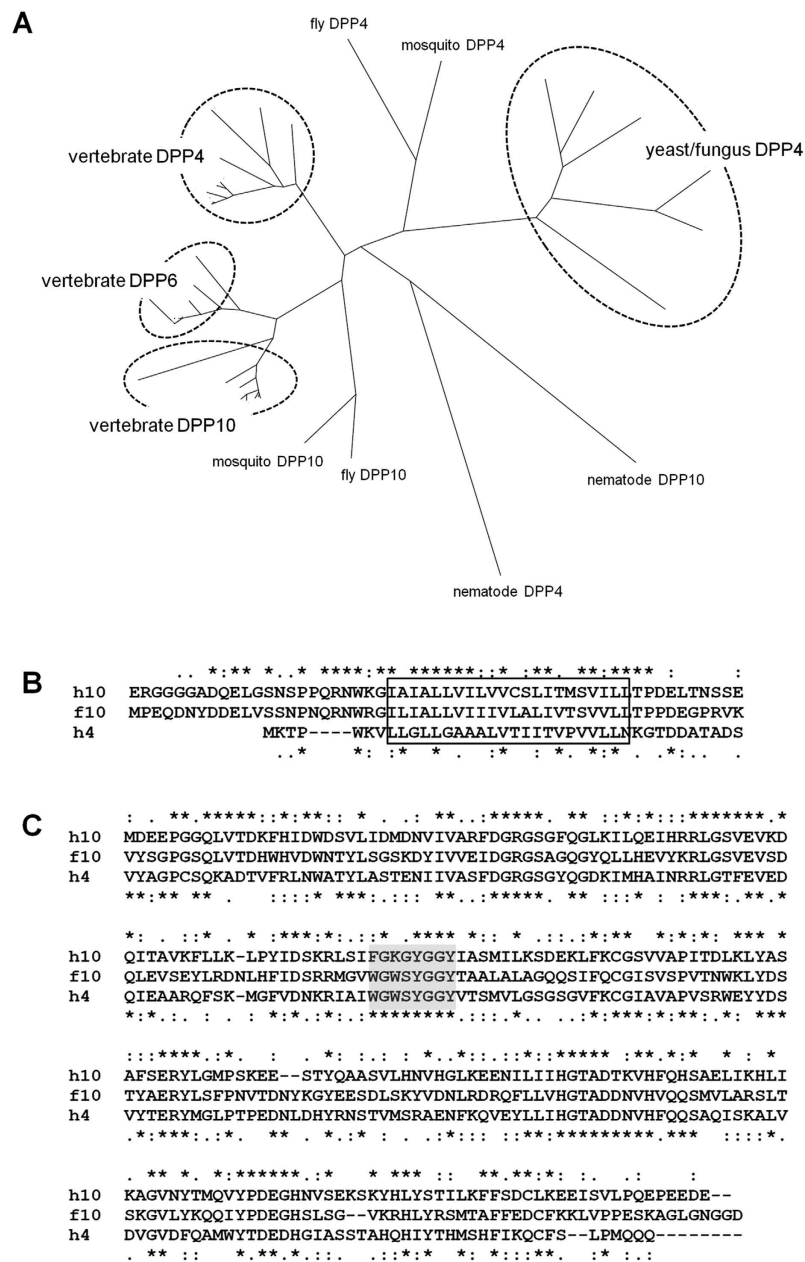 A
fly DPP4
mosquito DPP4
vertebrate DPP4
yeast/fungus DPP4
vertebrate DPP6
vertebrate DPP10
mosquito DPP10
fly DPP10
nematode DPP10
nematode DPP4
B
h10 ERGGGGADQELGSNSPPQRNWKGIAIALLVILVVCSLITMSVILLTPDELTNSSE
f10 MPEQDNYDDELVSSNPNQRNWRGILIALLVIIIVLALIVTSVVLLTPPDEGPRVK
h4 MKTP----WKVLLGLLGAAALVTIITVPVVLLNKGTDDATADS
C
h10 MDEEPGGQLVTDKFHIDWDSVLIDMDNVIVARFDGRGSGFQGLKILQEIHRRLGSVEVKD
f10 VYSGPGSQLVTDHWHVDWNTYLSGSKDYIVVEIDGRGSAGQGYQLLHEVYKRLGSVEVSD
h4 VYAGPCSQKADTVFRLNWATYLASTENIIVASFDGRGSGYQGDKIMHAINRRLGTFEVED
h10 QITAVKFLLK-LPYIDSKRLSIFGKGYGGYIASMILKSDEKLFKCGSVVAPITDLKLYAS
f10 QLEVSEYLRDNLHFIDSRRMGVWGWSYGGYTAALALAGQQSIFQCGISVSPVTNWKLYDS
h4 QIEAARQFSK-MGFVDNKRIAIWGWSYGGYVTSMVLGSGSGVFKCGIAVAPVSRWEYYDS
h10 AFSERYLGMPSKEE--STYQAASVLHNVHGLKEENILIIHGTADTKVHFQHSAELIKHLI
f10 TYAERYLSFPNVTDNYKGYEESDLSKYVDNLRDRQFLLVHGTADDNVHVQQSMVLARSLT
h4 VYTERYMGLPTPEDNLDHYRNSTVMSRAENFKQVEYLLIHGTADDNVHFQQSAQISKALV
h10 KAGVNYTMQVYPDEGHNVSEKSKYHLYSTILKFFSDCLKEEISVLPQEPEEDE--
f10 SKGVLYKQQIYPDEGHSLSG--VKRHLYRSMTAFFEDCFKKLVPPESKAGLGNGGD
h4 DVGVDFQAMWYTDEDHGIASSTAHQHIYTHMSHFIKQCFS--LPMQQQ--------